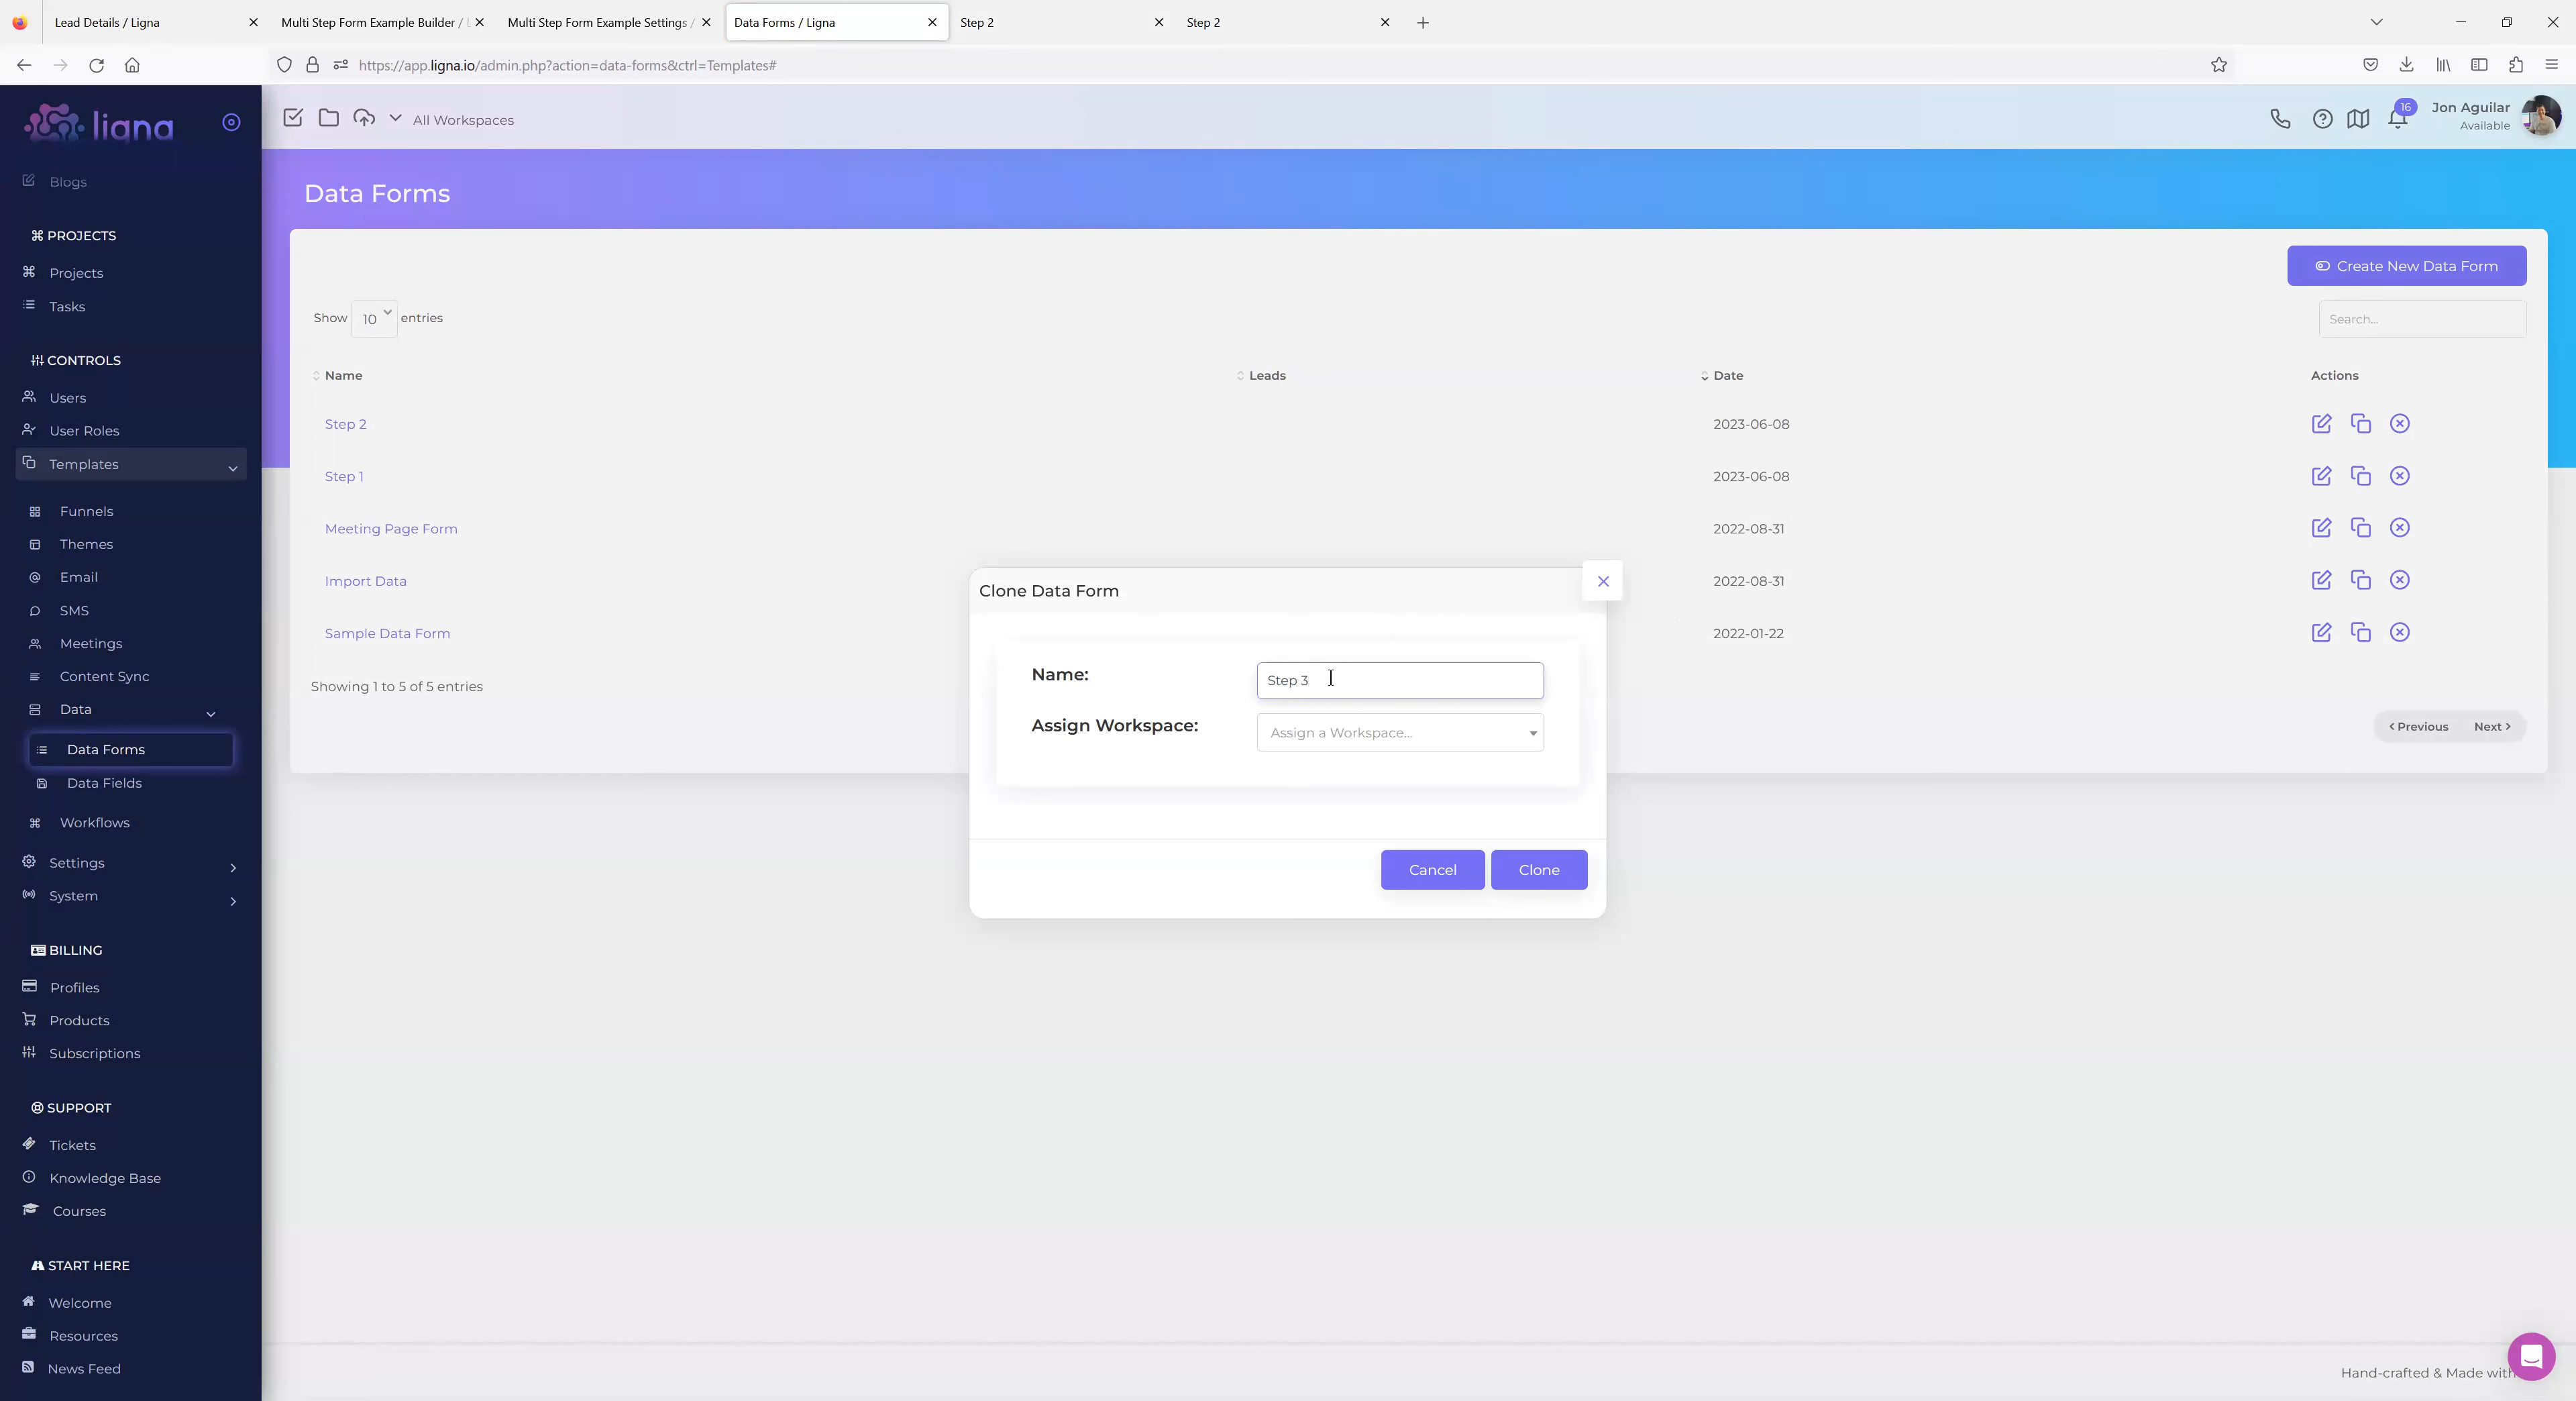 Lead Details / Ligna
Multi Step Form Example Builder /
Multi Step Form Example Settings /
Data Forms / Ligna
Step 2
Step 2
https://app.ligna.io/admin.php?action=data-forms&ctrl=Templates#
ligna
All Workspaces
16
Jon Aguilar
Available
Blogs
PROJECTS
Projects
Tasks
CONTROLS
Users
User Roles
Templates
Funnels
Themes
Email
SMS
Meetings
Content Sync
Data
Data Forms
Data Fields
Workflows
Settings
System
BILLING
Profiles
Products
Subscriptions
SUPPORT
Tickets
Knowledge Base
Courses
START HERE
Welcome
Resources
News Feed
Data Forms
Create New Data Form
Show 10 entries
Search...
Name Leads Date Actions
Step 2 2023-06-08
Step 1 2023-06-08
Meeting Page Form 2022-08-31
Import Data 2022-08-31
Sample Data Form 2022-01-22
Showing 1 to 5 of 5 entries
Previous Next
Clone Data Form
Name: Step 3
Assign Workspace: Assign a Workspace...
Cancel Clone
Hand-crafted & Made with